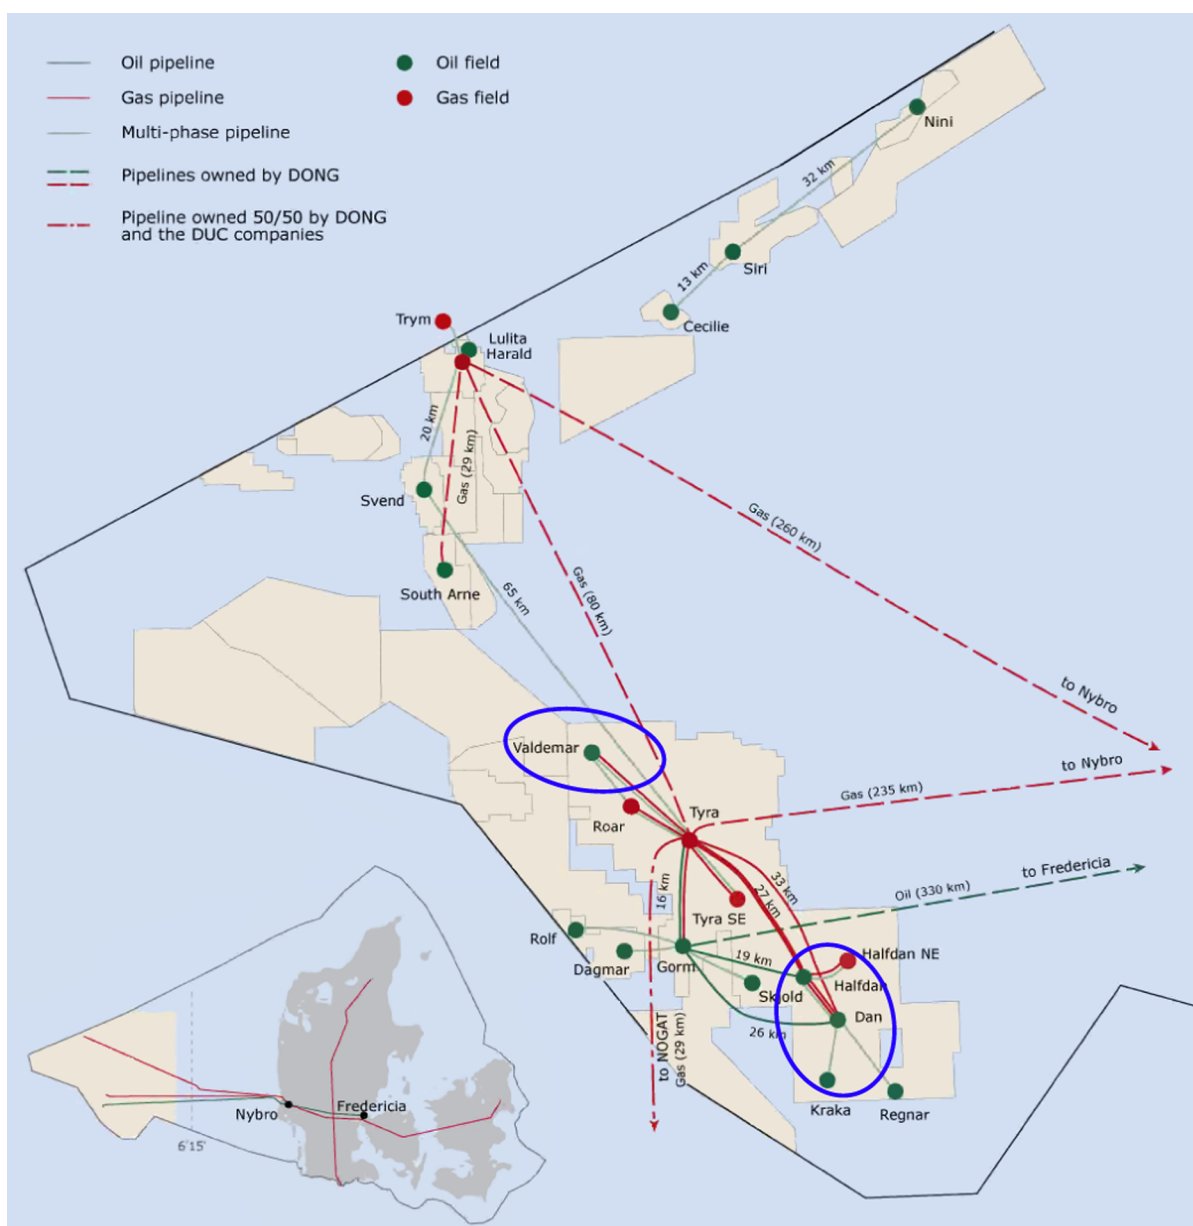 Oil pipeline
Oil field
Gas pipeline
Gas field
Multi-phase pipeline
Pipelines owned by DONG
Pipeline owned 50/50 by DONG
and the DUC companies
Nini
32 km
Siri
13 km
Cecilie
Trym
Lulita
Harald
20 km
Gas (29 km)
Svend
Gas (260 km)
South Arne
65 km
Gas (80 km)
to Nybro
Valdemar
to Nybro
Gas (235 km)
Roar
Tyra
to Fredericia
Oil (330 km)
33 km
27 km
16 km
Tyra SE
Rolf
Dagmar
Gorm
19 km
Halfdan NE
Halfdan
Skjold
Dan
26 km
to NOGAT
Gas (29 km)
Kraka
Regnar
Nybro
Fredericia
6°15'